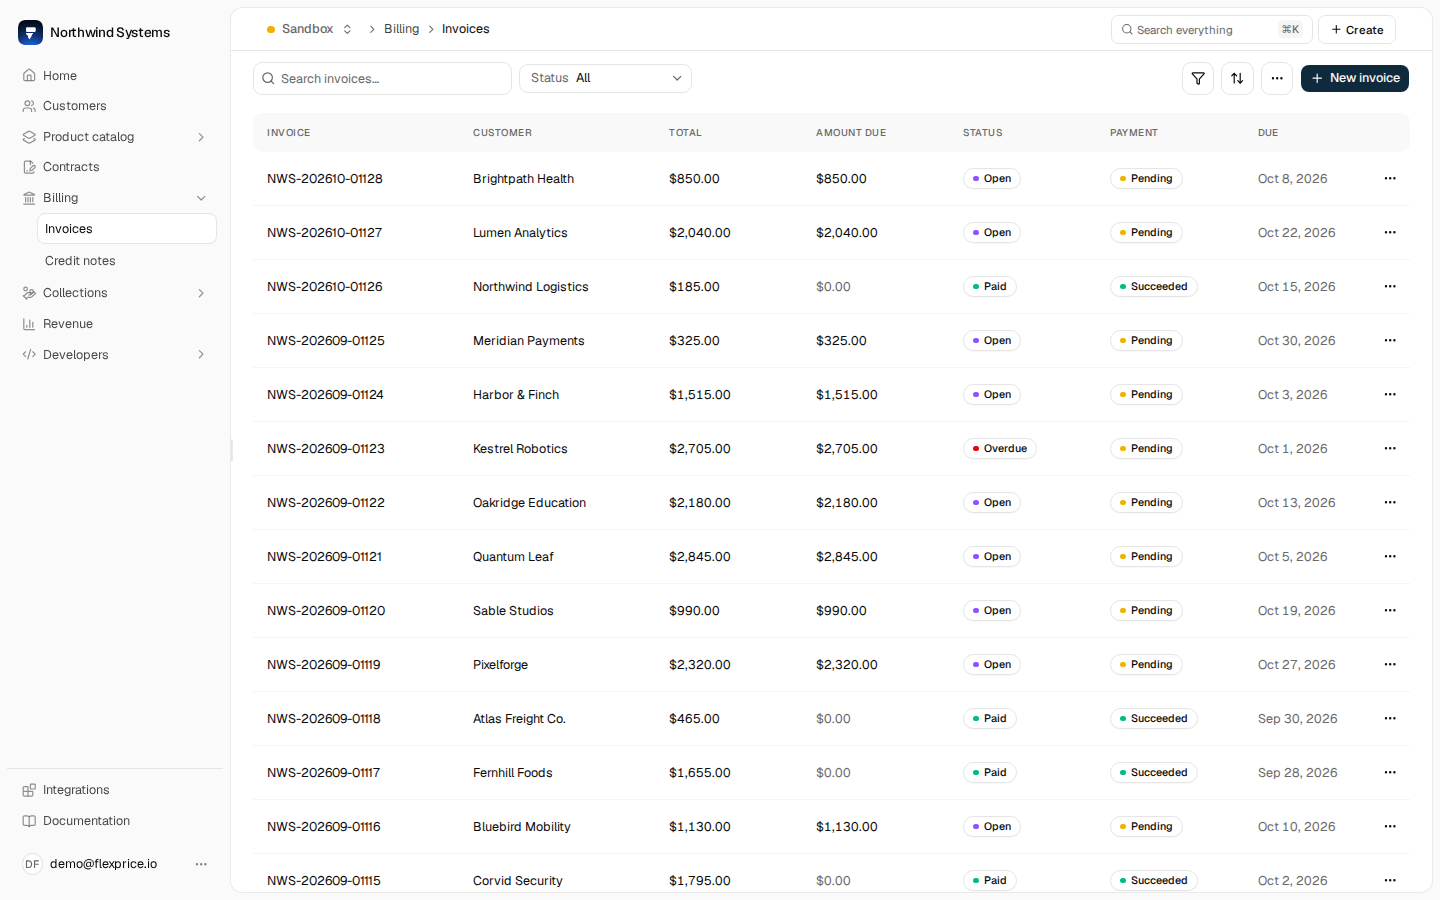 Northwind Systems
Home
Customers
Product catalog
Contracts
Billing
Invoices
Credit notes
Collections
Revenue
Developers
Integrations
Documentation
DF demo@flexprice.io
Sandbox Billing Invoices
Search everything ⌘K
Create
Search invoices...
Status All
New invoice
INVOICE CUSTOMER TOTAL AMOUNT DUE STATUS PAYMENT DUE
NWS-202610-01128 Brightpath Health $850.00 $850.00 Open Pending Oct 8, 2026
NWS-202610-01127 Lumen Analytics $2,040.00 $2,040.00 Open Pending Oct 22, 2026
NWS-202610-01126 Northwind Logistics $185.00 $0.00 Paid Succeeded Oct 15, 2026
NWS-202609-01125 Meridian Payments $325.00 $325.00 Open Pending Oct 30, 2026
NWS-202609-01124 Harbor & Finch $1,515.00 $1,515.00 Open Pending Oct 3, 2026
NWS-202609-01123 Kestrel Robotics $2,705.00 $2,705.00 Overdue Pending Oct 1, 2026
NWS-202609-01122 Oakridge Education $2,180.00 $2,180.00 Open Pending Oct 13, 2026
NWS-202609-01121 Quantum Leaf $2,845.00 $2,845.00 Open Pending Oct 5, 2026
NWS-202609-01120 Sable Studios $990.00 $990.00 Open Pending Oct 19, 2026
NWS-202609-01119 Pixelforge $2,320.00 $2,320.00 Open Pending Oct 27, 2026
NWS-202609-01118 Atlas Freight Co. $465.00 $0.00 Paid Succeeded Sep 30, 2026
NWS-202609-01117 Fernhill Foods $1,655.00 $0.00 Paid Succeeded Sep 28, 2026
NWS-202609-01116 Bluebird Mobility $1,130.00 $1,130.00 Open Pending Oct 10, 2026
NWS-202609-01115 Corvid Security $1,795.00 $0.00 Paid Succeeded Oct 2, 2026